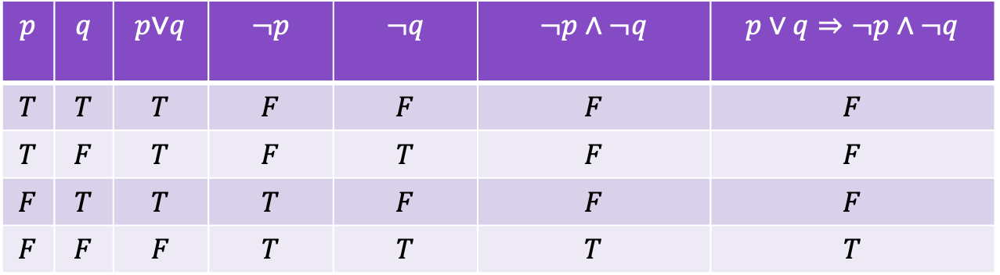 p q p∨q ¬p ¬q ¬p ∧ ¬q p ∨ q ⇒ ¬p ∧ ¬q
T T T F F F F
T F T F T F F
F T T T F F F
F F F T T T T